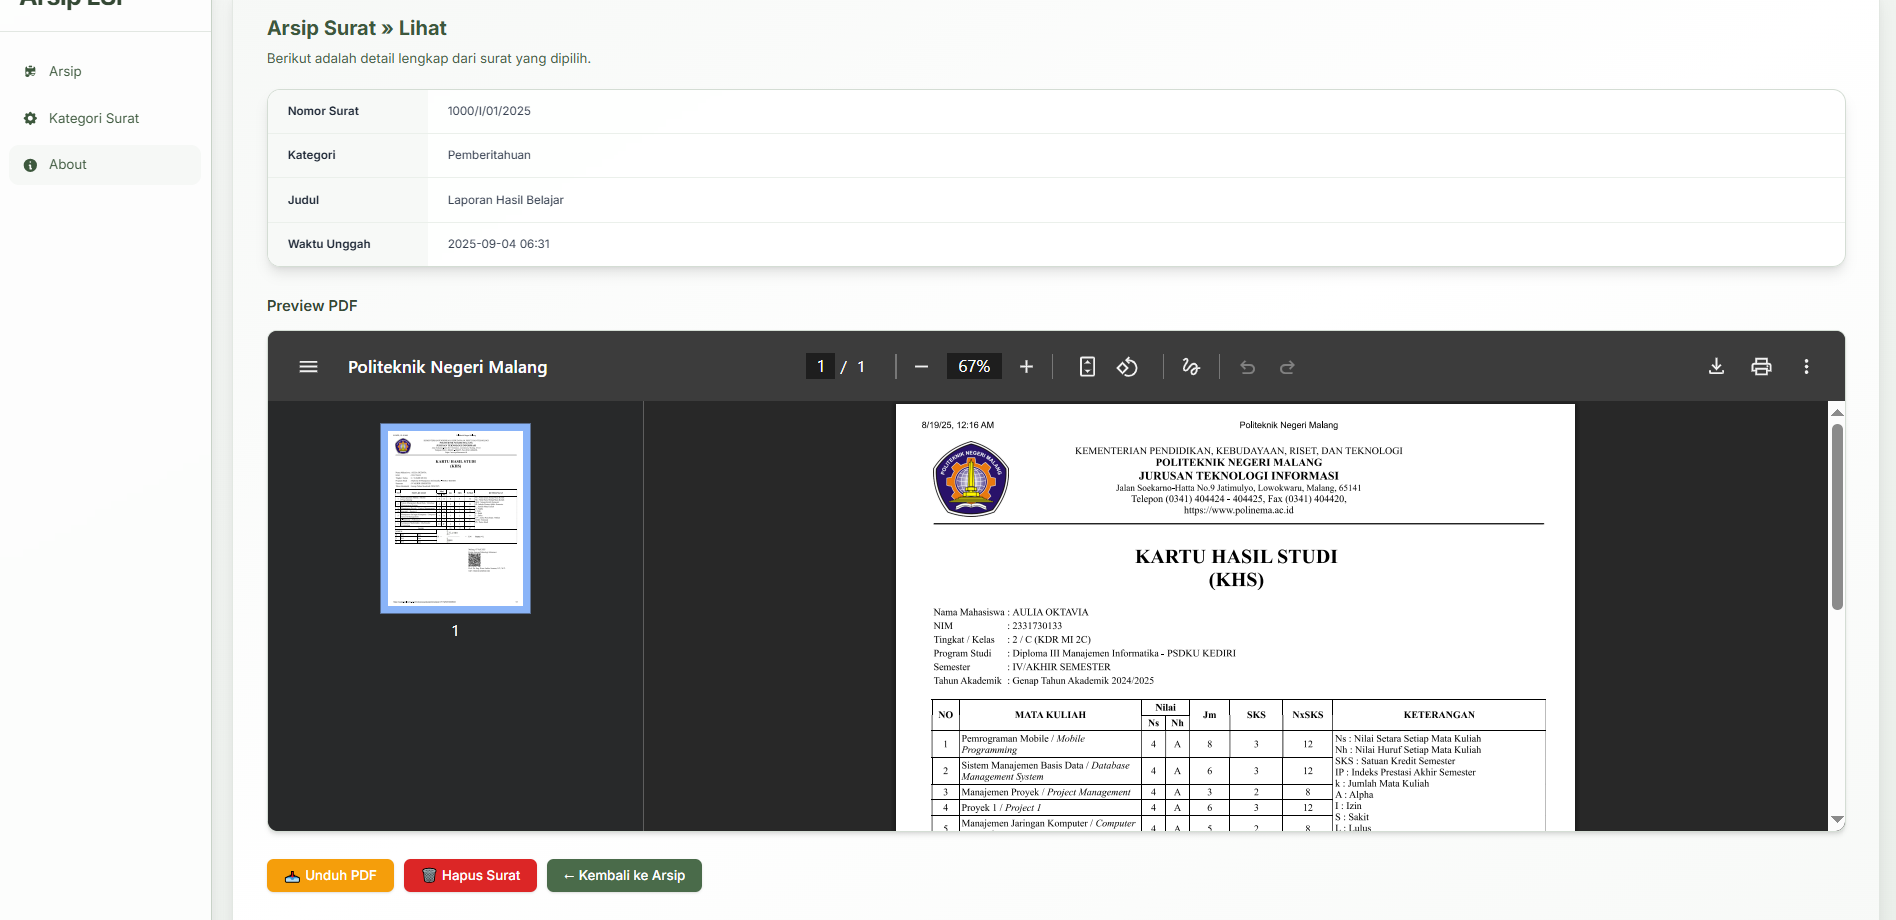 Arsip Surat » Lihat
Berikut adalah detail lengkap dari surat yang dipilih.
Arsip
Kategori Surat
About
Nomor Surat 1000/I/01/2025
Kategori Pemberitahuan
Judul Laporan Hasil Belajar
Waktu Unggah 2025-09-04 06:31
Preview PDF
Politeknik Negeri Malang 1 / 1 67%
1
8/19/25, 12:16 AM Politeknik Negeri Malang
POLITEKNIK NEGERI MALANG
KEMENTERIAN PENDIDIKAN, KEBUDAYAAN, RISET, DAN TEKNOLOGI
POLITEKNIK NEGERI MALANG
JURUSAN TEKNOLOGI INFORMASI
Jalan Soekarno-Hatta No.9 Jatimulyo, Lowokwaru, Malang, 65141
Telepon (0341) 404424 - 404425, Fax (0341) 404420,
https://www.polinema.ac.id
KARTU HASIL STUDI
(KHS)
Nama Mahasiswa : AULIA OKTAVIA
NIM : 2331730133
Tingkat / Kelas : 2 / C (KDR MI 2C)
Program Studi : Diploma III Manajemen Informatika - PSDKU KEDIRI
Semester : IV/AKHIR SEMESTER
Tahun Akademik : Genap Tahun Akademik 2024/2025
NO MATA KULIAH Nilai Jm SKS NxSKS KETERANGAN
Ns Nh
1 Pemrograman Mobile / Mobile Programming 4 A 8 3 12
2 Sistem Manajemen Basis Data / Database Management System 4 A 6 3 12
3 Manajemen Proyek / Project Management 4 A 3 2 8
4 Proyek 1 / Project 1 4 A 6 3 12
5 Manajemen Jaringan Komputer / Computer 4 A 5 2 8
Ns : Nilai Setara Setiap Mata Kuliah
Nh : Nilai Huruf Setiap Mata Kuliah
SKS : Satuan Kredit Semester
IP : Indeks Prestasi Akhir Semester
k : Jumlah Mata Kuliah
A : Alpha
I : Izin
S : Sakit
L : Lulus
Unduh PDF
Hapus Surat
← Kembali ke Arsip